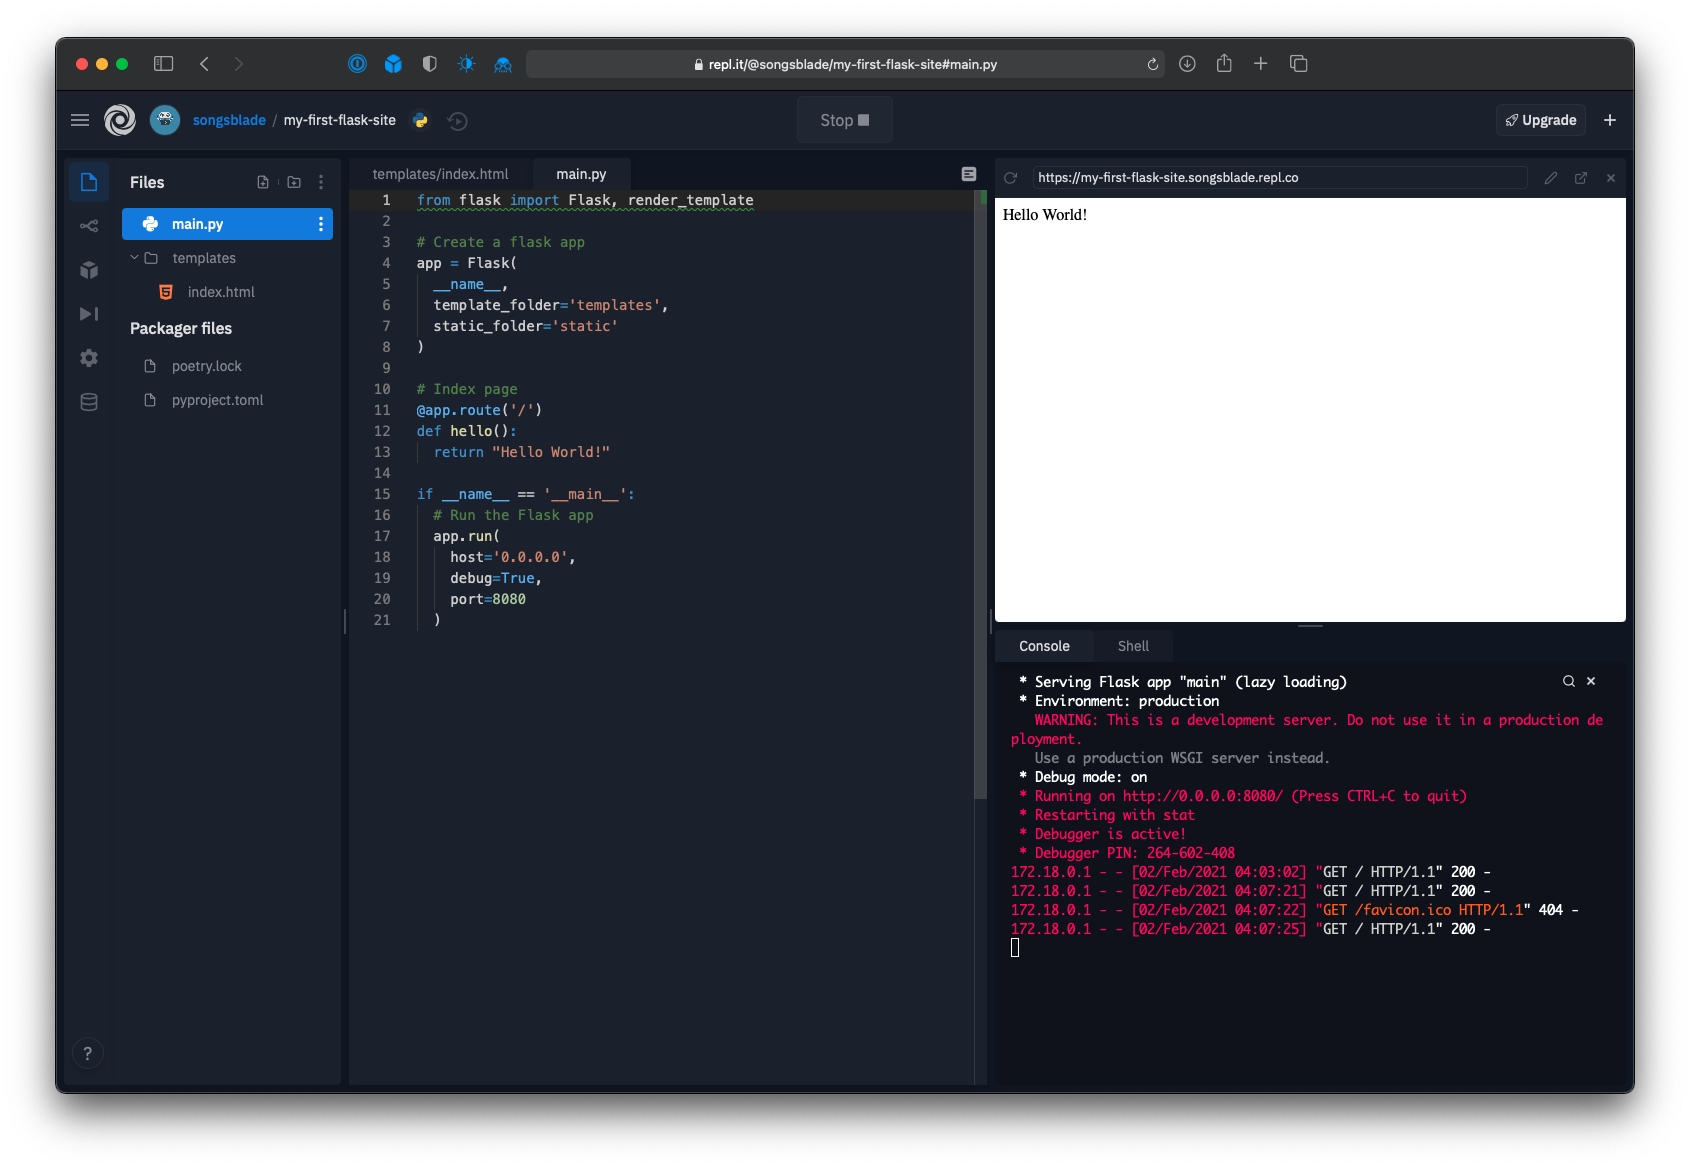 repl.it/@songsblade/my-first-flask-site#main.py
songsblade / my-first-flask-site
Stop
Upgrade
Files
main.py
templates
index.html
Packager files
poetry.lock
pyproject.toml
?
templates/index.html
main.py
1 from flask import Flask, render_template
2
3 # Create a flask app
4 app = Flask(
5   __name__,
6   template_folder='templates',
7   static_folder='static'
8 )
9
10 # Index page
11 @app.route('/')
12 def hello():
13   return "Hello World!"
14
15 if __name__ == '__main__':
16   # Run the Flask app
17   app.run(
18     host='0.0.0.0',
19     debug=True,
20     port=8080
21   )
https://my-first-flask-site.songsblade.repl.co
Hello World!
Console
Shell
 * Serving Flask app "main" (lazy loading)
 * Environment: production
   WARNING: This is a development server. Do not use it in a production de
ployment.
   Use a production WSGI server instead.
 * Debug mode: on
 * Running on http://0.0.0.0:8080/ (Press CTRL+C to quit)
 * Restarting with stat
 * Debugger is active!
 * Debugger PIN: 264-602-408
172.18.0.1 - - [02/Feb/2021 04:03:02] "GET / HTTP/1.1" 200 -
172.18.0.1 - - [02/Feb/2021 04:07:21] "GET / HTTP/1.1" 200 -
172.18.0.1 - - [02/Feb/2021 04:07:22] "GET /favicon.ico HTTP/1.1" 404 -
172.18.0.1 - - [02/Feb/2021 04:07:25] "GET / HTTP/1.1" 200 -